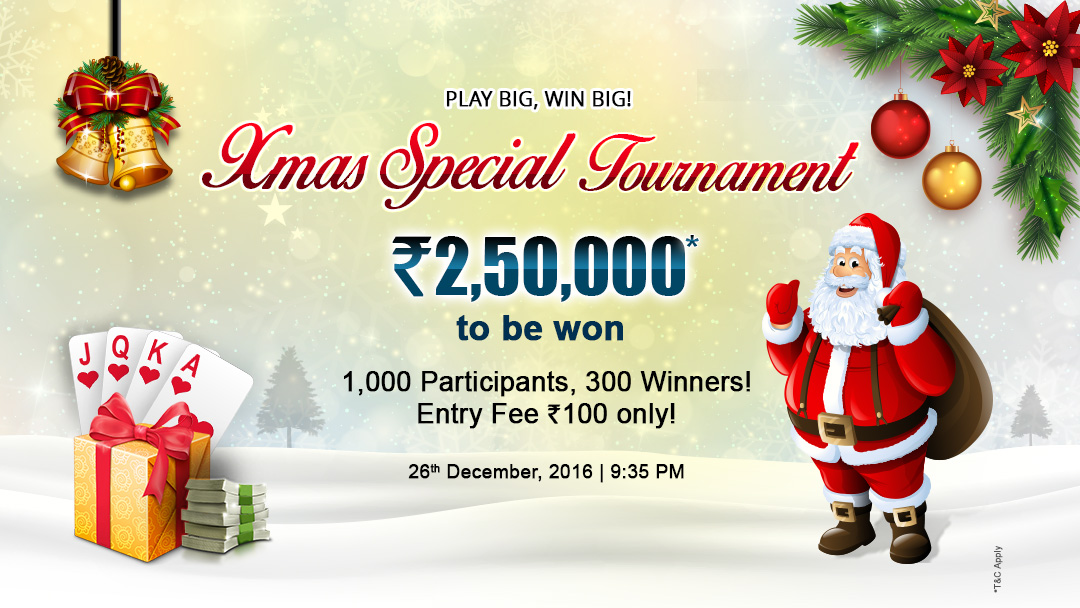 PLAY BIG, WIN BIG!
Xmas Special Tournament
₹2,50,000*
to be won
1,000 Participants, 300 Winners!
Entry Fee ₹100 only!
26th December, 2016 | 9:35 PM
J Q K A
*T&C Apply